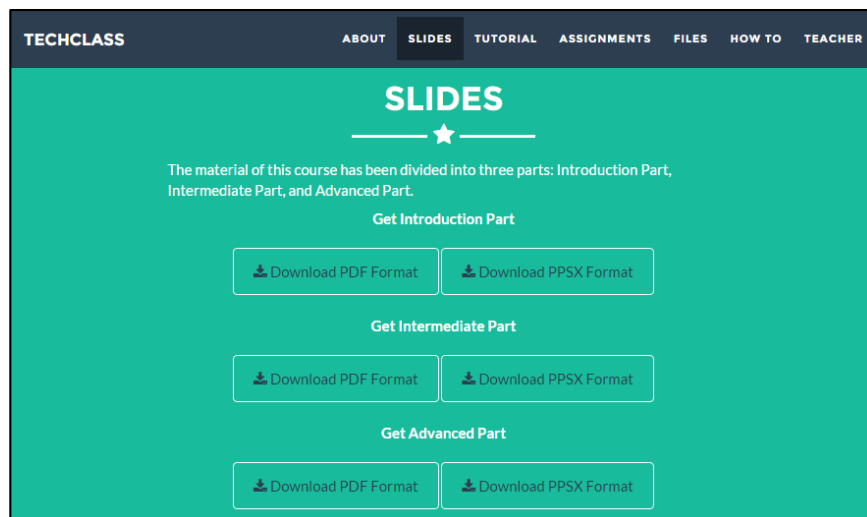 TECHCLASS ABOUT SLIDES TUTORIAL ASSIGNMENTS FILES HOW TO TEACHER
SLIDES
The material of this course has been divided into three parts: Introduction Part,
Intermediate Part, and Advanced Part.
Get Introduction Part
Download PDF Format Download PPSX Format
Get Intermediate Part
Download PDF Format Download PPSX Format
Get Advanced Part
Download PDF Format Download PPSX Format